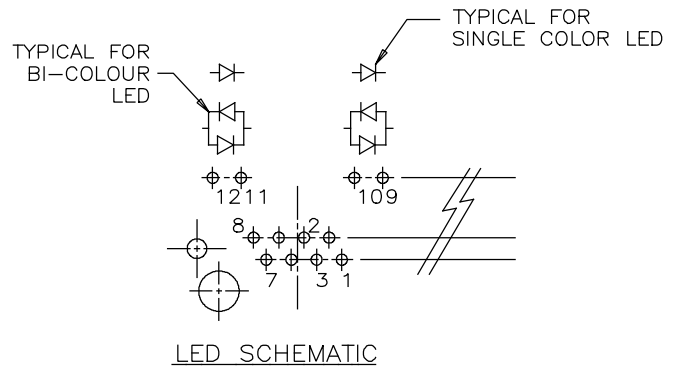 TYPICAL FOR
SINGLE COLOR LED
TYPICAL FOR
BI-COLOUR
LED
1211
109
8
2
7
3
1
LED SCHEMATIC